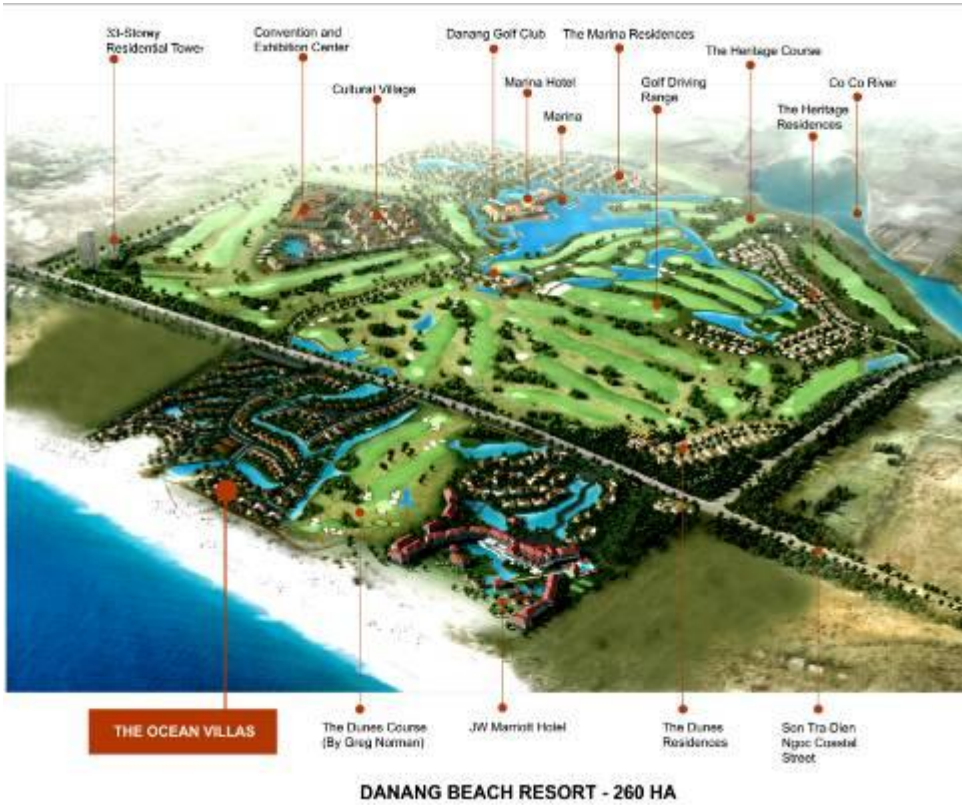 33-Storey
Residential Tower
Convention and
Exhibition Center
Cultural Village
Danang Golf Club
Marina Hotel
Marina
The Marina Residences
Golf Driving
Range
The Heritage Course
The Heritage
Residences
Co Co River
THE OCEAN VILLAS
The Dunes Course
(By Greg Norman)
JW Marriott Hotel
The Dunes
Residences
Son Tra-Dien
Ngoc Coastal
Street
DANANG BEACH RESORT - 260 HA